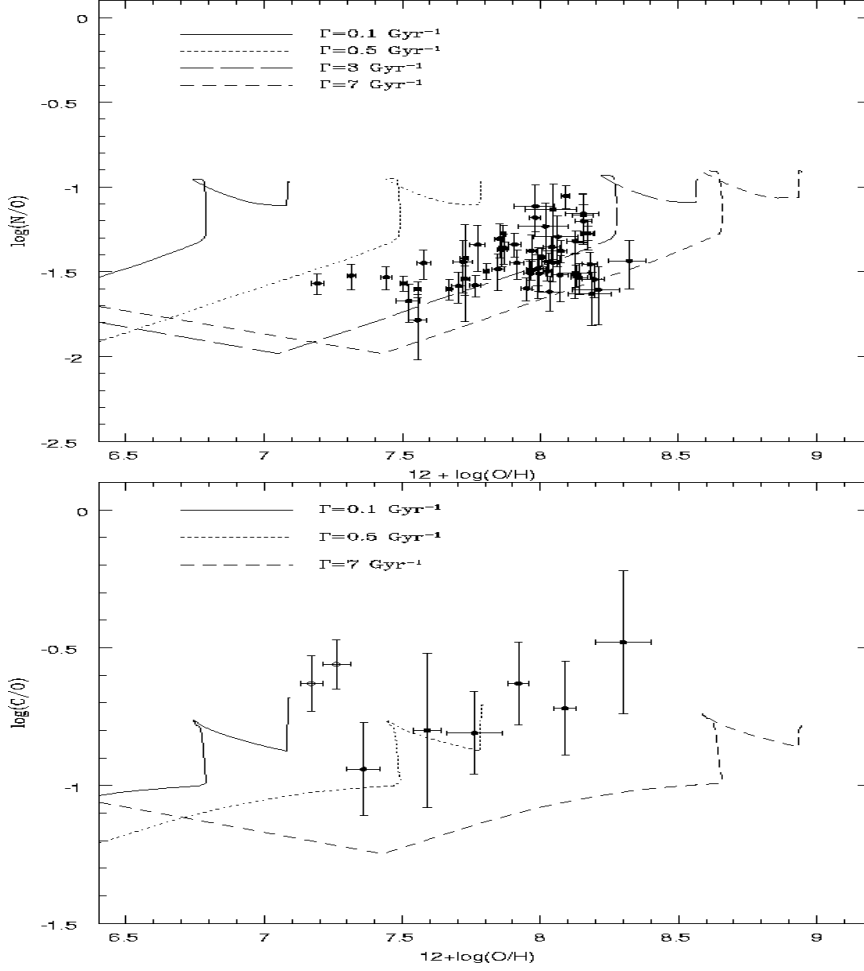 0
-0.5
-1
-1.5
-2
-2.5
log(N/O)
Γ=0.1 Gyr⁻¹
Γ=0.5 Gyr⁻¹
Γ=3 Gyr⁻¹
Γ=7 Gyr⁻¹
6.5 7 7.5 8 8.5 9
12 + log(O/H)
0
-0.5
-1
-1.5
log(C/O)
Γ=0.1 Gyr⁻¹
Γ=0.5 Gyr⁻¹
Γ=7 Gyr⁻¹
6.5 7 7.5 8 8.5 9
12+log(O/H)